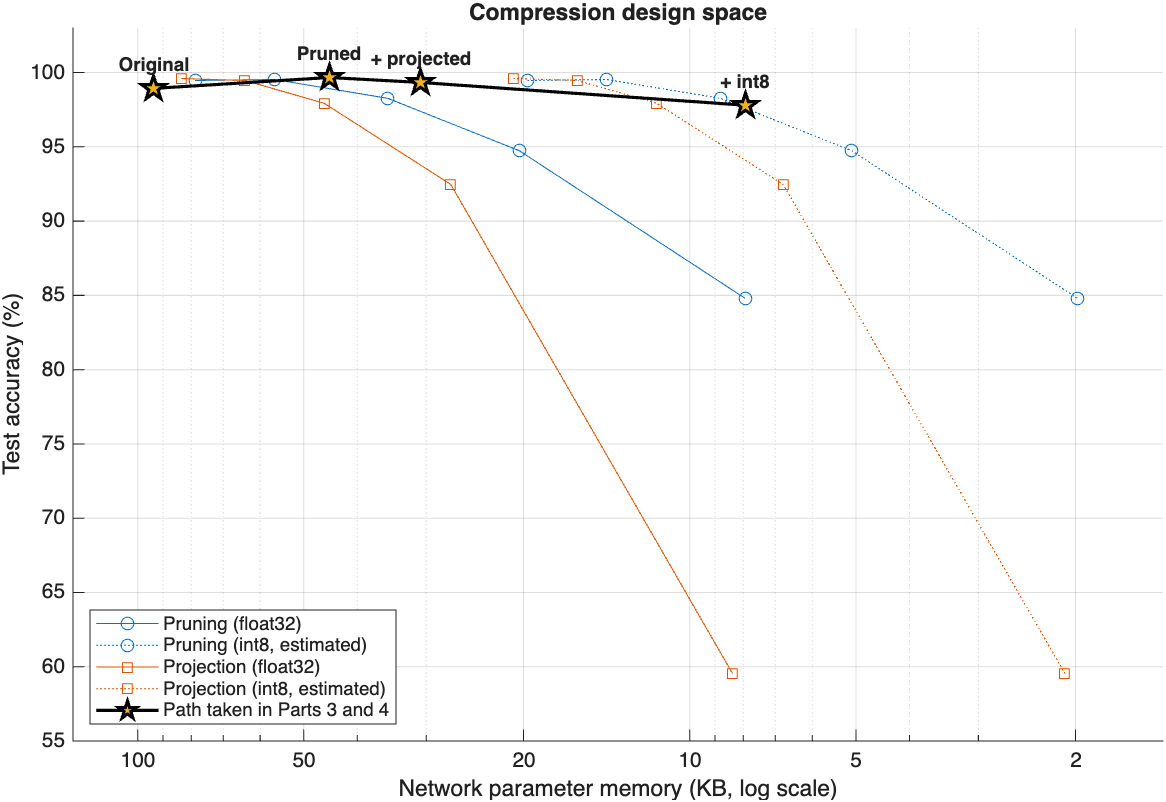 Compression design space
Original
Pruned
+ projected
+ int8
100
95
90
85
80
75
70
65
60
55
Test accuracy (%)
Pruning (float32)
Pruning (int8, estimated)
Projection (float32)
Projection (int8, estimated)
Path taken in Parts 3 and 4
100 50 20 10 5 2
Network parameter memory (KB, log scale)